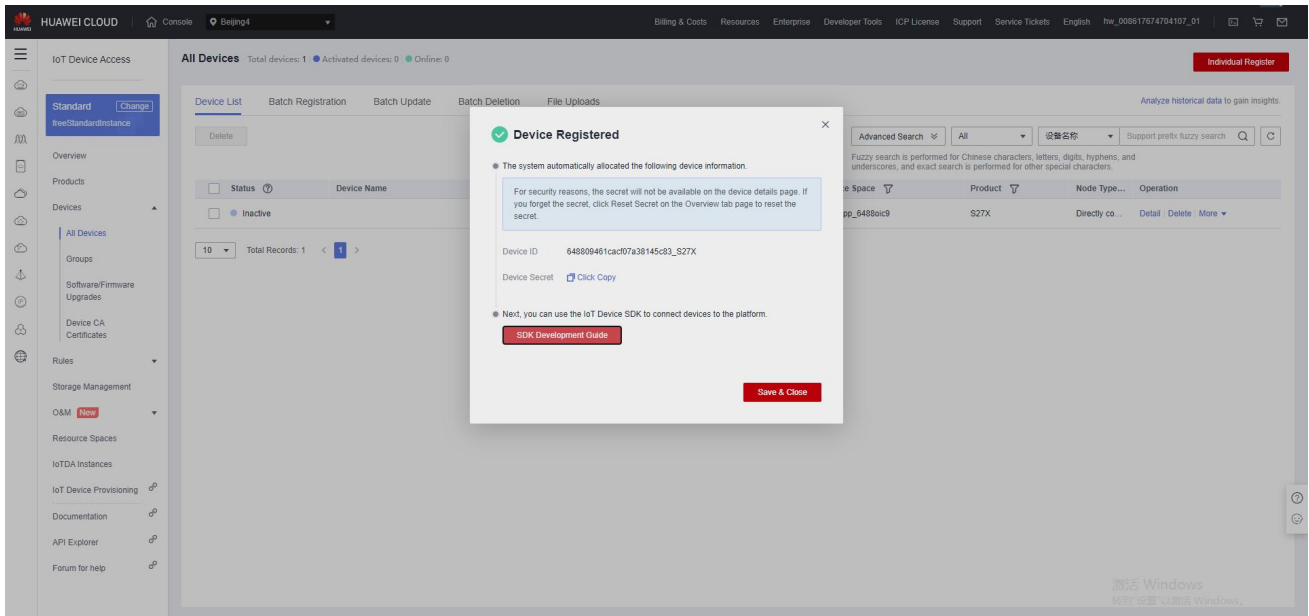 HUAWEI
HUAWEI CLOUD
Console
Beijing4
Billing & Costs
Resources
Enterprise
Developer Tools
ICP License
Support
Service Tickets
English
hw_008617674704107_01
IoT Device Access
Standard
Change
freeStandardInstance
Overview
Products
Devices
All Devices
Groups
Software/Firmware
Upgrades
Device CA
Certificates
Rules
Storage Management
O&M New
Resource Spaces
IoTDA Instances
IoT Device Provisioning
Documentation
API Explorer
Forum for help
All Devices Total devices: 1 Activated devices: 0 Online: 0
Individual Register
Device List
Batch Registration
Batch Update
Batch Deletion
File Uploads
Analyze historical data to gain insights.
Delete
Advanced Search
All
设备名称
Support prefix fuzzy search
Fuzzy search is performed for Chinese characters, letters, digits, hyphens, and
underscores, and exact search is performed for other special characters.
Status
Device Name
ce Space
Product
Node Type...
Operation
Inactive
pp_6488oic9
S27X
Directly co...
Detail Delete More
10
Total Records: 1
1
Device Registered
The system automatically allocated the following device information.
For security reasons, the secret will not be available on the device details page. If
you forget the secret, click Reset Secret on the Overview tab page to reset the
secret.
Device ID 648809461cacf07a38145c83_S27X
Device Secret Click Copy
Next, you can use the IoT Device SDK to connect devices to the platform.
SDK Development Guide
Save & Close
激活 Windows
转到"设置"以激活 Windows。